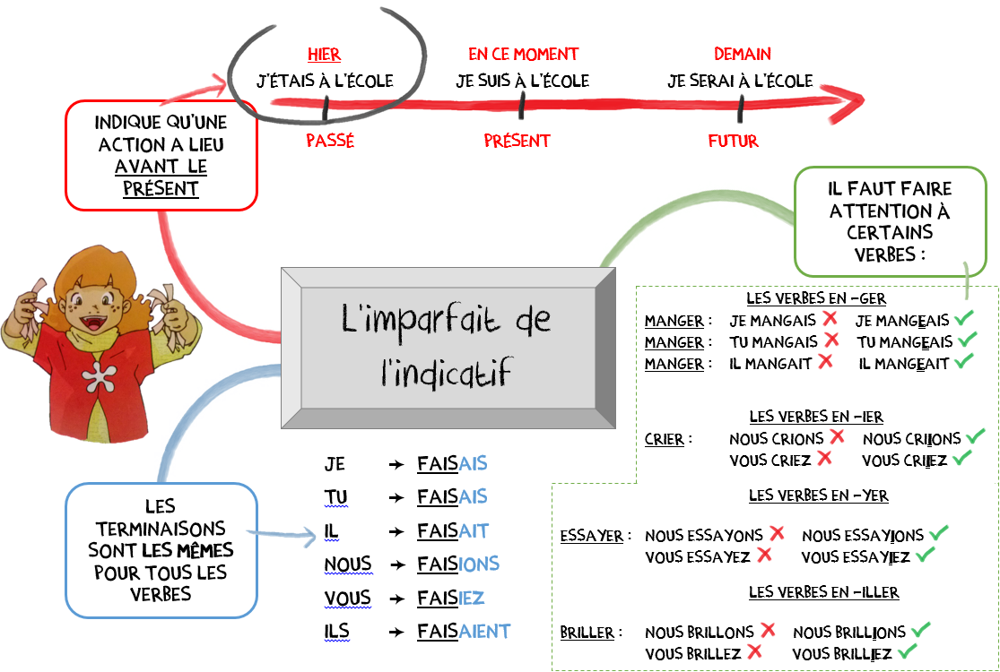 HIER
J'ÉTAIS À L'ÉCOLE
PASSÉ
EN CE MOMENT
JE SUIS À L'ÉCOLE
PRÉSENT
DEMAIN
JE SERAI À L'ÉCOLE
FUTUR
INDIQUE QU'UNE
ACTION A LIEU
AVANT LE
PRÉSENT
L'imparfait de
l'indicatif
IL FAUT FAIRE
ATTENTION À
CERTAINS
VERBES :
LES VERBES EN -GER
MANGER : JE MANGAIS ❌ JE MANGEAIS ✓
MANGER : TU MANGAIS ❌ TU MANGEAIS ✓
MANGER : IL MANGAIT ❌ IL MANGEAIT ✓
LES VERBES EN -IER
CRIER : NOUS CRIONS ❌ NOUS CRIIONS ✓
VOUS CRIEZ ❌ VOUS CRIIEZ ✓
LES VERBES EN -YER
ESSAYER : NOUS ESSAYONS ❌ NOUS ESSAYIONS ✓
VOUS ESSAYEZ ❌ VOUS ESSAYIEZ ✓
LES VERBES EN -ILLER
BRILLER : NOUS BRILLONS ❌ NOUS BRILLIONS ✓
VOUS BRILLEZ ❌ VOUS BRILLIEZ ✓
LES
TERMINAISONS
SONT LES MÊMES
POUR TOUS LES
VERBES
JE → FAISAIS
TU → FAISAIS
IL → FAISAIT
NOUS → FAISIONS
VOUS → FAISIEZ
ILS → FAISAIENT